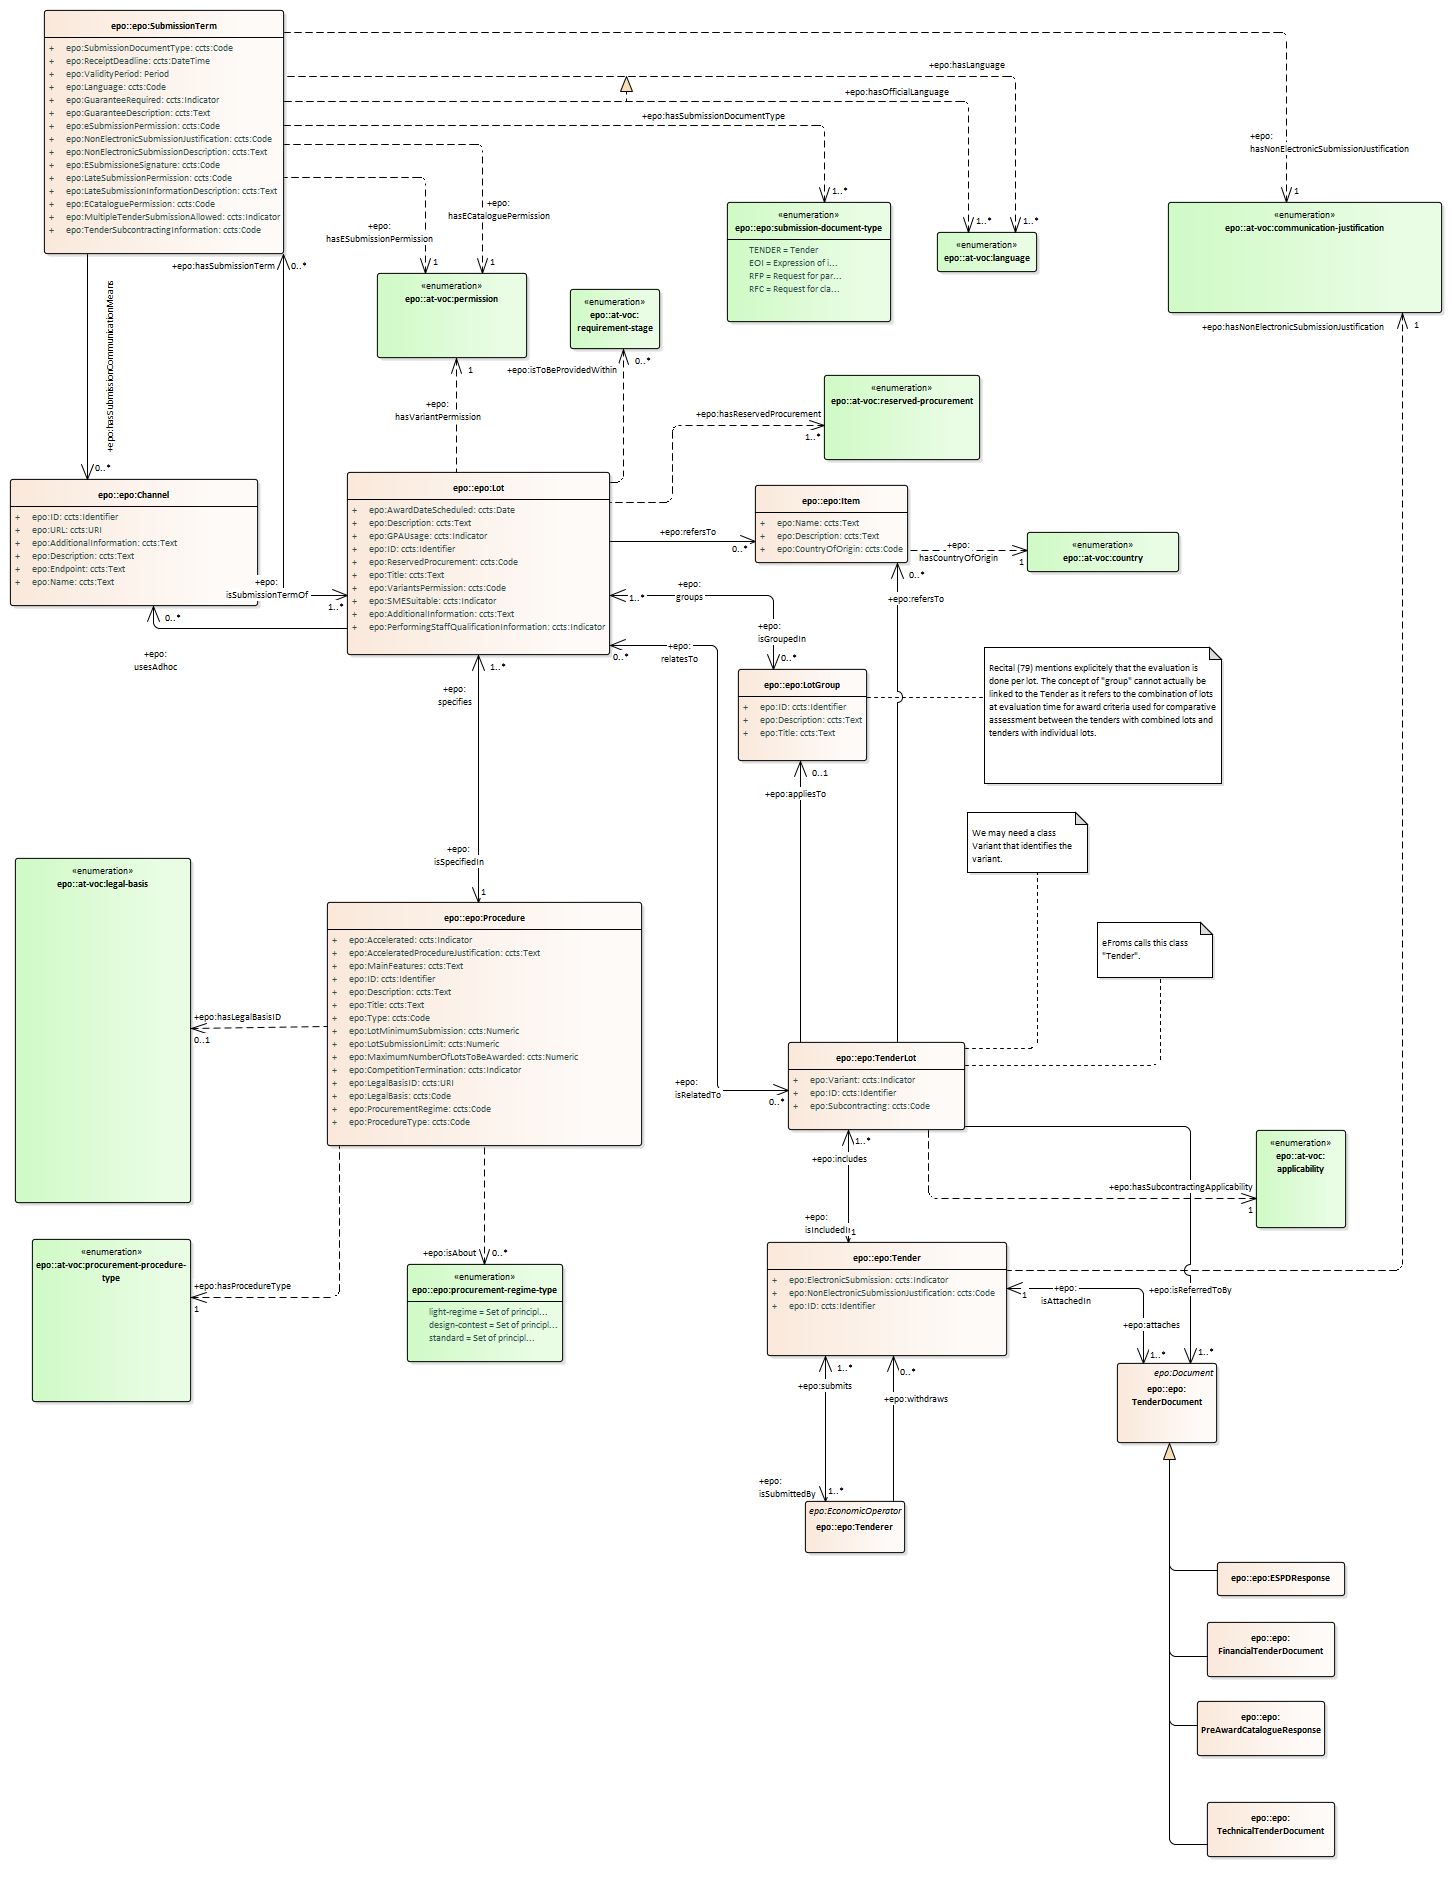 epo::epo:SubmissionTerm
+ epo:SubmissionDocumentType: ccts:Code
+ epo:ReceiptDeadline: ccts:DateTime
+ epo:ValidityPeriod: Period
+ epo:Language: ccts:Code
+ epo:GuaranteeRequired: ccts:Indicator
+ epo:GuaranteeDescription: ccts:Text
+ epo:eSubmissionPermission: ccts:Code
+ epo:NonElectronicSubmissionJustification: ccts:Code
+ epo:NonElectronicSubmissionDescription: ccts:Text
+ epo:ESubmissioneSignature: ccts:Code
+ epo:LateSubmissionPermission: ccts:Code
+ epo:LateSubmissionInformationDescription: ccts:Text
+ epo:ECataloguePermission: ccts:Code
+ epo:MultipleTenderSubmissionAllowed: ccts:Indicator
+ epo:TenderSubcontractingInformation: ccts:Code
+epo:hasLanguage
+epo:hasOfficialLanguage
+epo:hasSubmissionDocumentType
+epo:
hasNonElectronicSubmissionJustification
1
1..*
1..*
1..*
+epo:
hasECataloguePermission
+epo:
hasESubmissionPermission
1
1
«enumeration»
epo::epo:submission-document-type
TENDER = Tender
EOI = Expression of i...
RFP = Request for par...
RFC = Request for cla...
«enumeration»
epo::at-voc:language
«enumeration»
epo::at-voc:communication-justification
+epo:hasNonElectronicSubmissionJustification
1
+epo:hasSubmissionTerm
0..*
+epo:hasSubmissionCommunicationMeans
0..*
«enumeration»
epo::at-voc:permission
«enumeration»
epo::at-voc:
requirement-stage
+epo:isToBeProvidedWithin
0..*
1
+epo:
hasVariantPermission
«enumeration»
epo::at-voc:reserved-procurement
+epo:hasReservedProcurement
1..*
epo::epo:Channel
+ epo:ID: ccts:Identifier
+ epo:URL: ccts:URI
+ epo:AdditionalInformation: ccts:Text
+ epo:Description: ccts:Text
+ epo:Endpoint: ccts:Text
+ epo:Name: ccts:Text
+epo:
isSubmissionTermOf
1..*
0..*
+epo:
usesAdhoc
epo::epo:Lot
+ epo:AwardDateScheduled: ccts:Date
+ epo:Description: ccts:Text
+ epo:GPAUsage: ccts:Indicator
+ epo:ID: ccts:Identifier
+ epo:ReservedProcurement: ccts:Code
+ epo:Title: ccts:Text
+ epo:VariantsPermission: ccts:Code
+ epo:SMESuitable: ccts:Indicator
+ epo:AdditionalInformation: ccts:Text
+ epo:PerformingStaffQualificationInformation: ccts:Indicator
+epo:refersTo
0..*
epo::epo:Item
+ epo:Name: ccts:Text
+ epo:Description: ccts:Text
+ epo:CountryOfOrigin: ccts:Code
+epo:
hasCountryOfOrigin
1
«enumeration»
epo::at-voc:country
0..*
+epo:refersTo
+epo:
groups
1..*
+epo:
isGroupedIn
0..*
+epo:
relatesTo
0..*
epo::epo:LotGroup
+ epo:ID: ccts:Identifier
+ epo:Description: ccts:Text
+ epo:Title: ccts:Text
Recital (79) mentions explicitely that the evaluation is
done per lot. The concept of "group" cannot actually be
linked to the Tender as it refers to the combination of lots
at evaluation time for award criteria used for comparative
assessment between the tenders with combined lots and
tenders with individual lots.
0..1
+epo:appliesTo
1..*
+epo:
specifies
+epo:
isSpecifiedIn
1
We may need a class
Variant that identifies the
variant.
eFroms calls this class
"Tender".
«enumeration»
epo::at-voc:legal-basis
+epo:hasLegalBasisID
0..1
epo::epo:Procedure
+ epo:Accelerated: ccts:Indicator
+ epo:AcceleratedProcedureJustification: ccts:Text
+ epo:MainFeatures: ccts:Text
+ epo:ID: ccts:Identifier
+ epo:Description: ccts:Text
+ epo:Title: ccts:Text
+ epo:Type: ccts:Code
+ epo:LotMinimumSubmission: ccts:Numeric
+ epo:LotSubmissionLimit: ccts:Numeric
+ epo:MaximumNumberOfLotsToBeAwarded: ccts:Numeric
+ epo:CompetitionTermination: ccts:Indicator
+ epo:LegalBasisID: ccts:URI
+ epo:LegalBasis: ccts:Code
+ epo:ProcurementRegime: ccts:Code
+ epo:ProcedureType: ccts:Code
epo::epo:TenderLot
+ epo:Variant: ccts:Indicator
+ epo:ID: ccts:Identifier
+ epo:Subcontracting: ccts:Code
+epo:
isRelatedTo
0..*
1..*
+epo:includes
+epo:
isIncludedIn
1
+epo:hasSubcontractingApplicability
1
«enumeration»
epo::at-voc:
applicability
«enumeration»
epo::at-voc:procurement-procedure-
type
+epo:hasProcedureType
1
+epo:isAbout
0..*
«enumeration»
epo::epo:procurement-regime-type
light-regime = Set of principl...
design-contest = Set of principl...
standard = Set of principl...
epo::epo:Tender
+ epo:ElectronicSubmission: ccts:Indicator
+ epo:NonElectronicSubmissionJustification: ccts:Code
+ epo:ID: ccts:Identifier
1
+epo:
isAttachedIn
+epo:isReferredToBy
+epo:attaches
1..*
1..*
epo:Document
epo::epo:
TenderDocument
1..*
+epo:submits
0..*
+epo:withdraws
+epo:
isSubmittedBy
1..*
epo:EconomicOperator
epo::epo:Tenderer
epo::epo:ESPDResponse
epo::epo:
FinancialTenderDocument
epo::epo:
PreAwardCatalogueResponse
epo::epo:
TechnicalTenderDocument